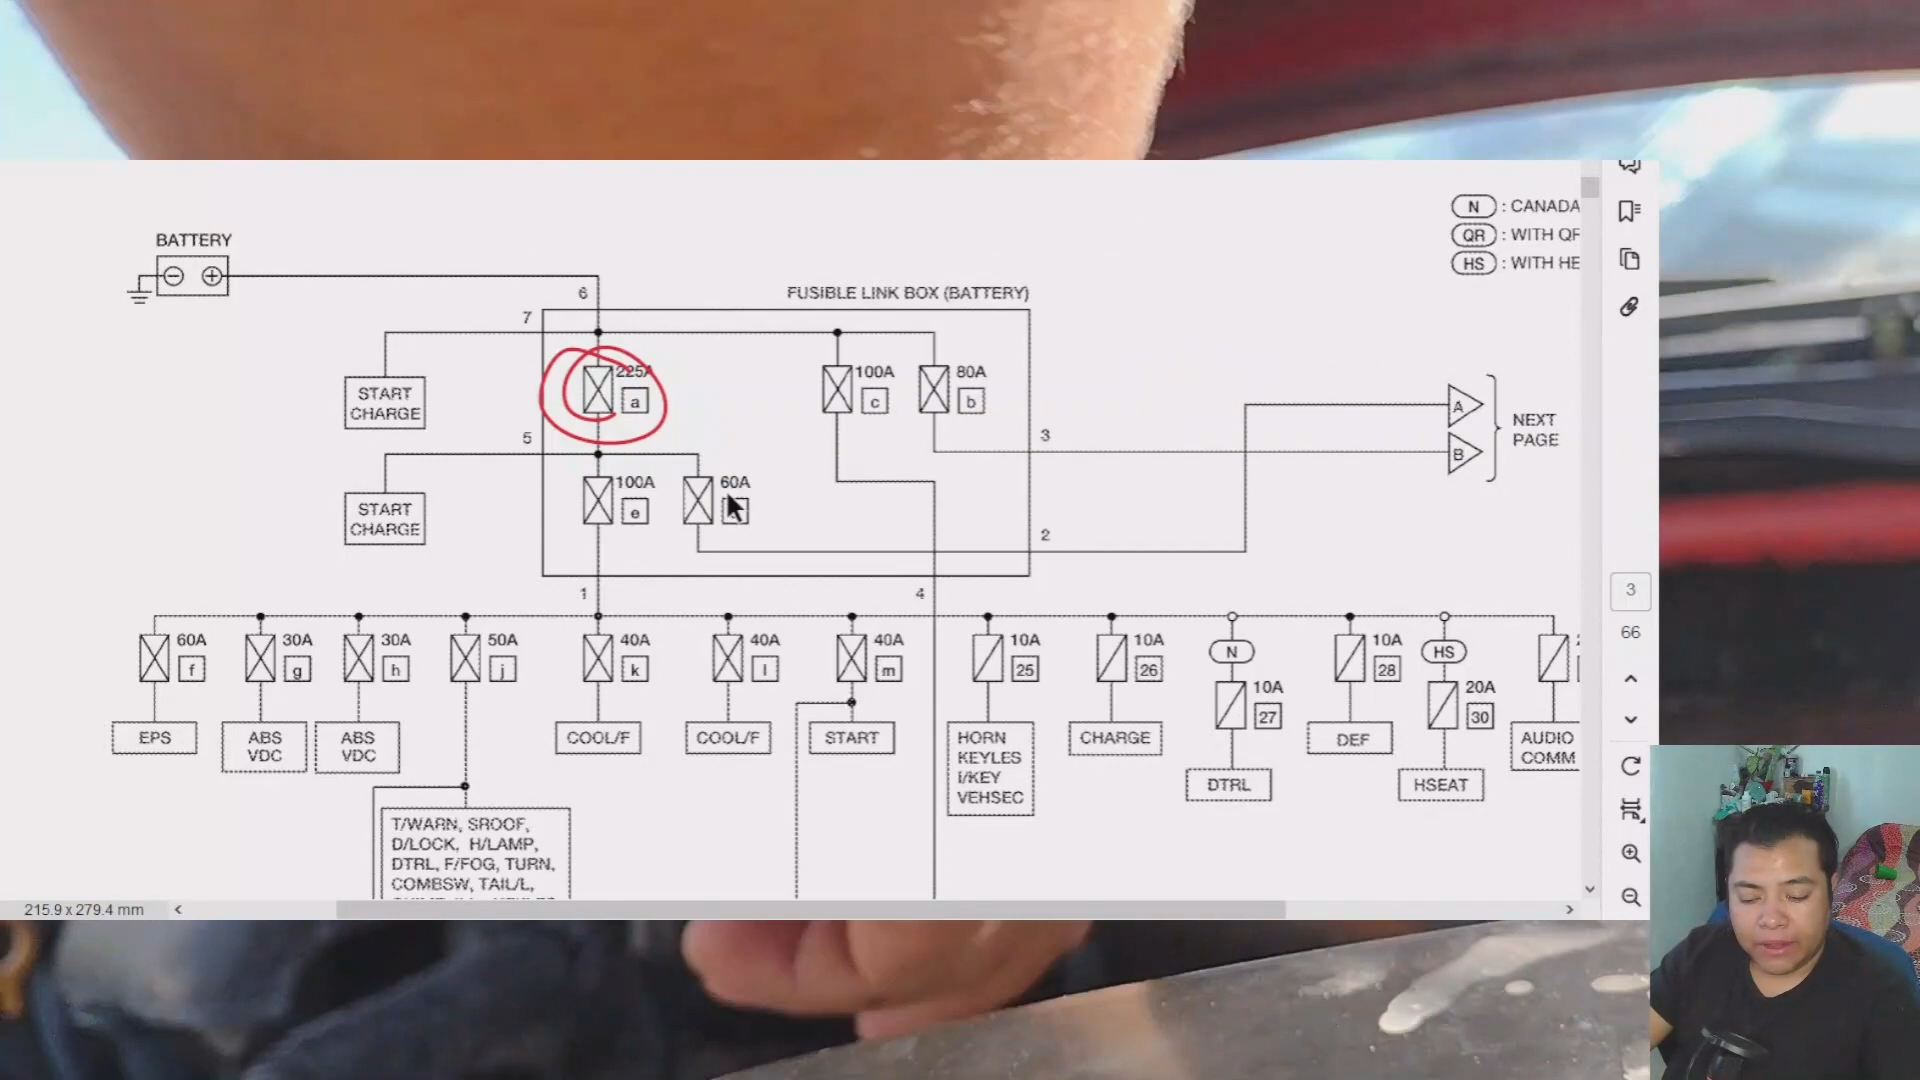 BATTERY
N : CANADA
QR : WITH QR
HS : WITH HE
6
FUSIBLE LINK BOX (BATTERY)
7
225A
a
100A
c
80A
b
START
CHARGE
A
B
NEXT
PAGE
5
3
100A
e
60A
START
CHARGE
2
1
4
60A
f
30A
g
30A
h
50A
j
40A
k
40A
l
40A
m
10A
25
10A
26
N
10A
27
10A
28
HS
20A
30
EPS
ABS
VDC
ABS
VDC
COOL/F
COOL/F
START
HORN
KEYLES
I/KEY
VEHSEC
CHARGE
DTRL
DEF
HSEAT
AUDIO
COMM
T/WARN, SROOF,
D/LOCK, H/LAMP,
DTRL, F/FOG, TURN,
COMBSW, TAIL/L,
3
66
215.9 x 279.4 mm